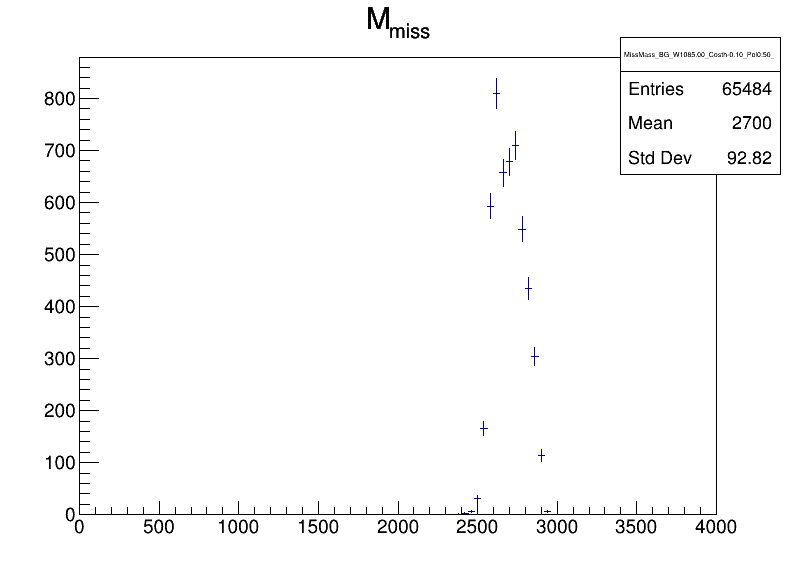 M_miss
MissMass_BG_W1085.00_Costh-0.10_Pol0.50_
Entries 65484
Mean 2700
Std Dev 92.82
800
700
600
500
400
300
200
100
0
0 500 1000 1500 2000 2500 3000 3500 4000